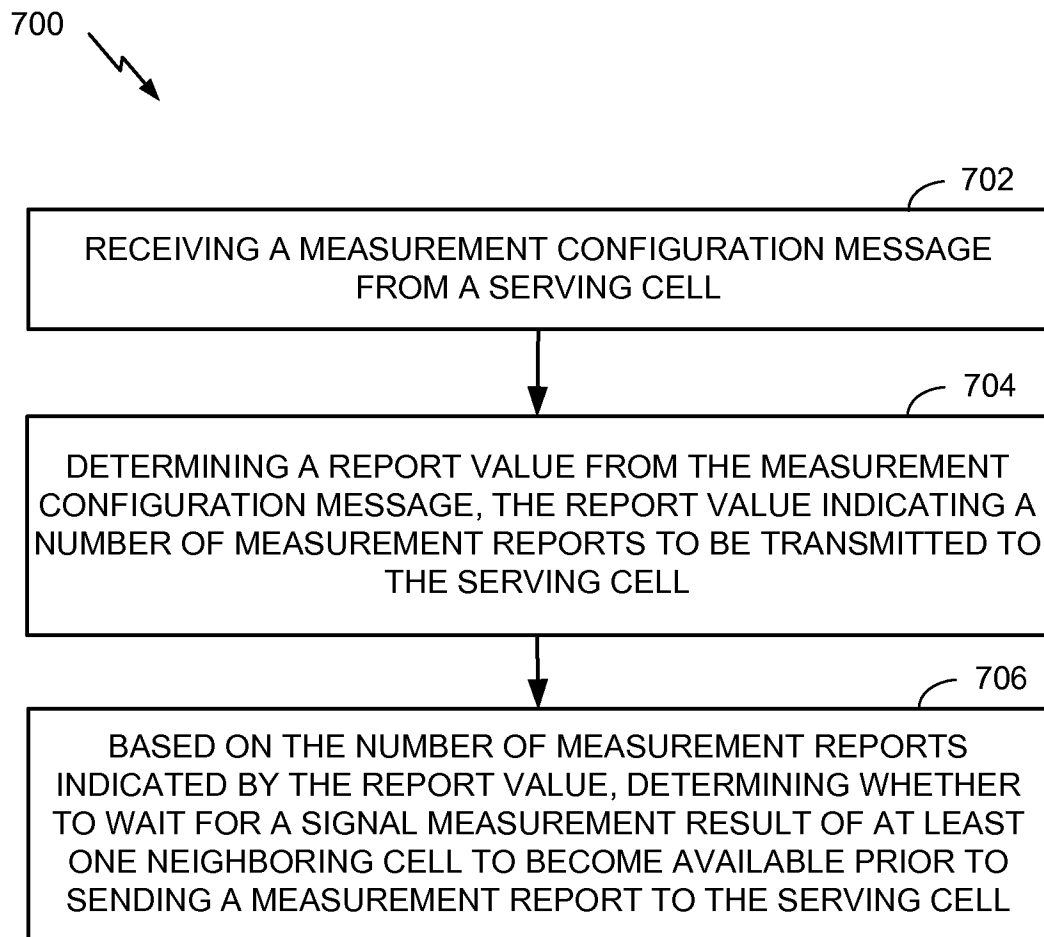 700
702
RECEIVING A MEASUREMENT CONFIGURATION MESSAGE
FROM A SERVING CELL
704
DETERMINING A REPORT VALUE FROM THE MEASUREMENT
CONFIGURATION MESSAGE, THE REPORT VALUE INDICATING A
NUMBER OF MEASUREMENT REPORTS TO BE TRANSMITTED TO
THE SERVING CELL
706
BASED ON THE NUMBER OF MEASUREMENT REPORTS
INDICATED BY THE REPORT VALUE, DETERMINING WHETHER
TO WAIT FOR A SIGNAL MEASUREMENT RESULT OF AT LEAST
ONE NEIGHBORING CELL TO BECOME AVAILABLE PRIOR TO
SENDING A MEASUREMENT REPORT TO THE SERVING CELL